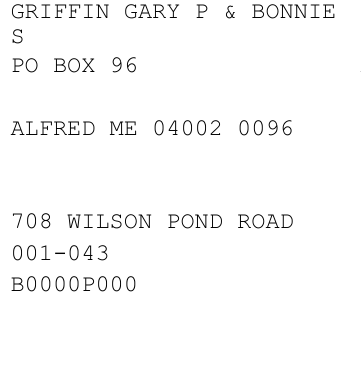 GRIFFIN GARY P & BONNIE
S
PO BOX 96
ALFRED ME 04002 0096
708 WILSON POND ROAD
001-043
B0000P000